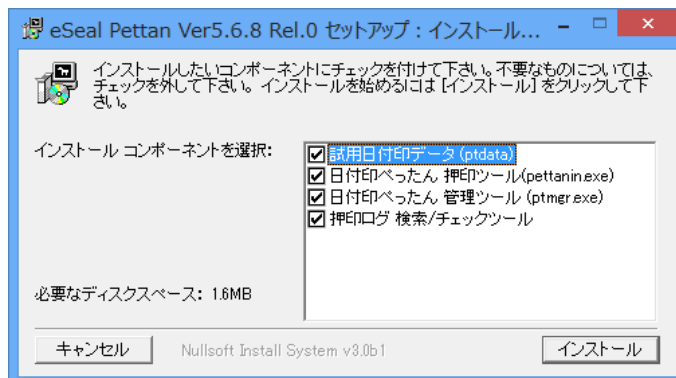 eSeal Pettan Ver5.6.8 Rel.0 セットアップ : インストール...
インストールしたいコンポーネントにチェックを付けて下さい。不要なものについては、
チェックを外して下さい。 インストールを始めるには [インストール] をクリックして下
さい。
インストール コンポーネントを選択:
試用日付印データ (ptdata)
日付印ぺったん 押印ツール(pettanin.exe)
日付印ぺったん 管理ツール (ptmgr.exe)
押印ログ 検索/チェックツール
必要なディスクスペース: 1.6MB
キャンセル
Nullsoft Install System v3.0b1
インストール